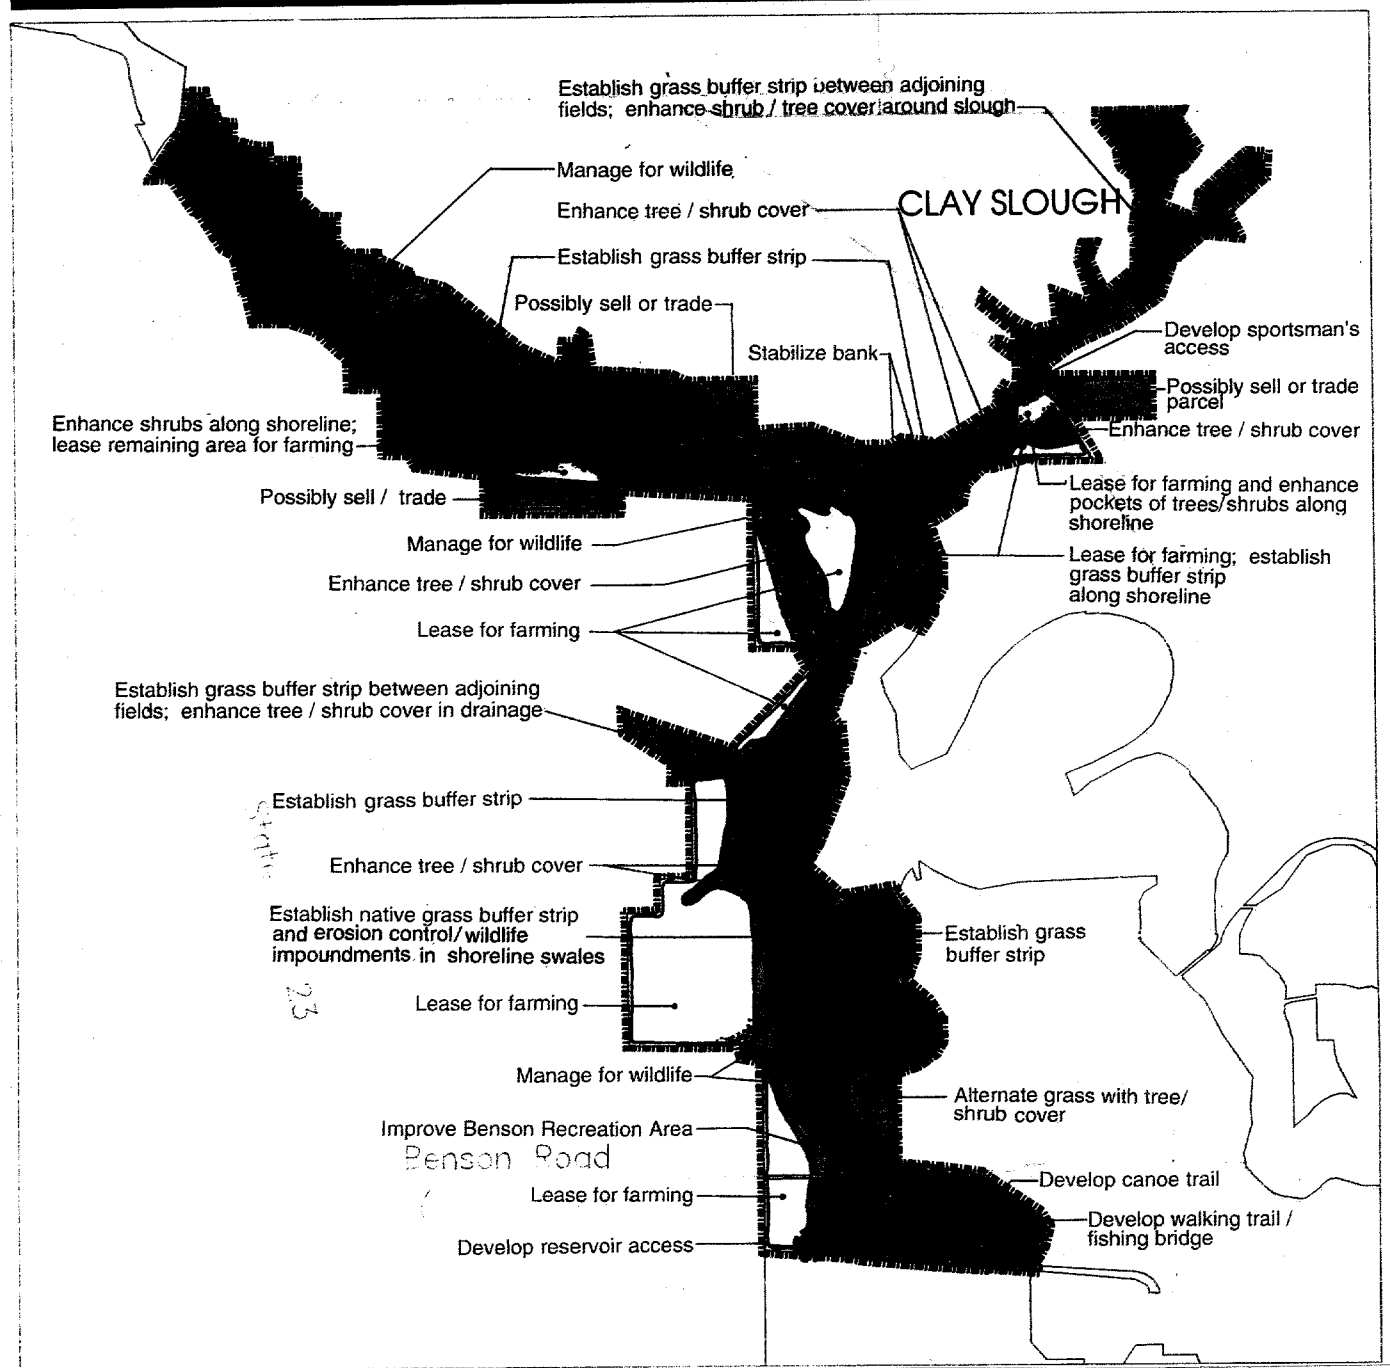 Establish grass buffer strip between adjoining
fields; enhance shrub / tree cover around slough
Manage for wildlife
Enhance tree / shrub cover
CLAY SLOUGH
Establish grass buffer strip
Possibly sell or trade
Stabilize bank
Develop sportsman's
access
Possibly sell or trade
parcel
Enhance shrubs along shoreline;
lease remaining area for farming
Enhance tree / shrub cover
Possibly sell / trade
Lease for farming and enhance
pockets of trees/shrubs along
shoreline
Manage for wildlife
Lease for farming; establish
grass buffer strip
along shoreline
Enhance tree / shrub cover
Lease for farming
Establish grass buffer strip between adjoining
fields; enhance tree / shrub cover in drainage
Establish grass buffer strip
State
Enhance tree / shrub cover
Establish native grass buffer strip
and erosion control/wildlife
impoundments in shoreline swales
Establish grass
buffer strip
23
Lease for farming
Manage for wildlife
Alternate grass with tree/
shrub cover
Improve Benson Recreation Area
Benson Road
Develop canoe trail
Lease for farming
Develop walking trail /
fishing bridge
Develop reservoir access